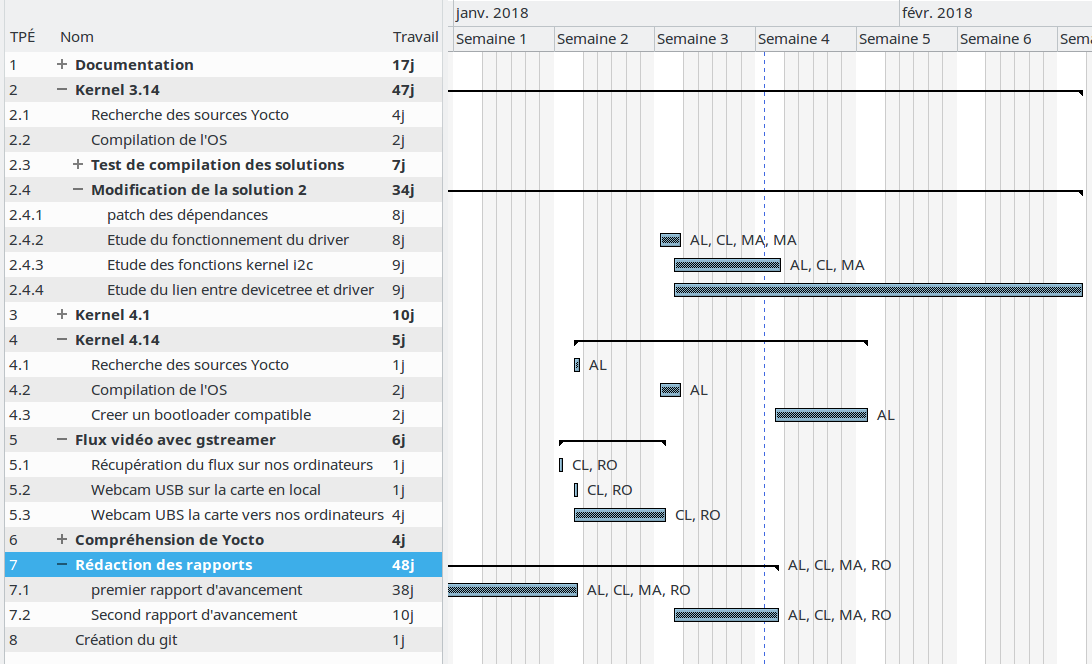 janv. 2018 févr. 2018
TPÉ Nom Travail Semaine 1 Semaine 2 Semaine 3 Semaine 4 Semaine 5 Semaine 6 Sema
1 + Documentation 17j
2 − Kernel 3.14 47j
2.1 Recherche des sources Yocto 4j
2.2 Compilation de l'OS 2j
2.3 + Test de compilation des solutions 7j
2.4 − Modification de la solution 2 34j
2.4.1 patch des dépendances 8j
2.4.2 Etude du fonctionnement du driver 8j AL, CL, MA, MA
2.4.3 Etude des fonctions kernel i2c 9j AL, CL, MA
2.4.4 Etude du lien entre devicetree et driver 9j
3 + Kernel 4.1 10j
4 − Kernel 4.14 5j
4.1 Recherche des sources Yocto 1j AL
4.2 Compilation de l'OS 2j AL
4.3 Creer un bootloader compatible 2j AL
5 − Flux vidéo avec gstreamer 6j
5.1 Récupération du flux sur nos ordinateurs 1j CL, RO
5.2 Webcam USB sur la carte en local 1j CL, RO
5.3 Webcam UBS la carte vers nos ordinateurs 4j CL, RO
6 + Compréhension de Yocto 4j
7 − Rédaction des rapports 48j AL, CL, MA, RO
7.1 premier rapport d'avancement 38j AL, CL, MA, RO
7.2 Second rapport d'avancement 10j AL, CL, MA, RO
8 Création du git 1j